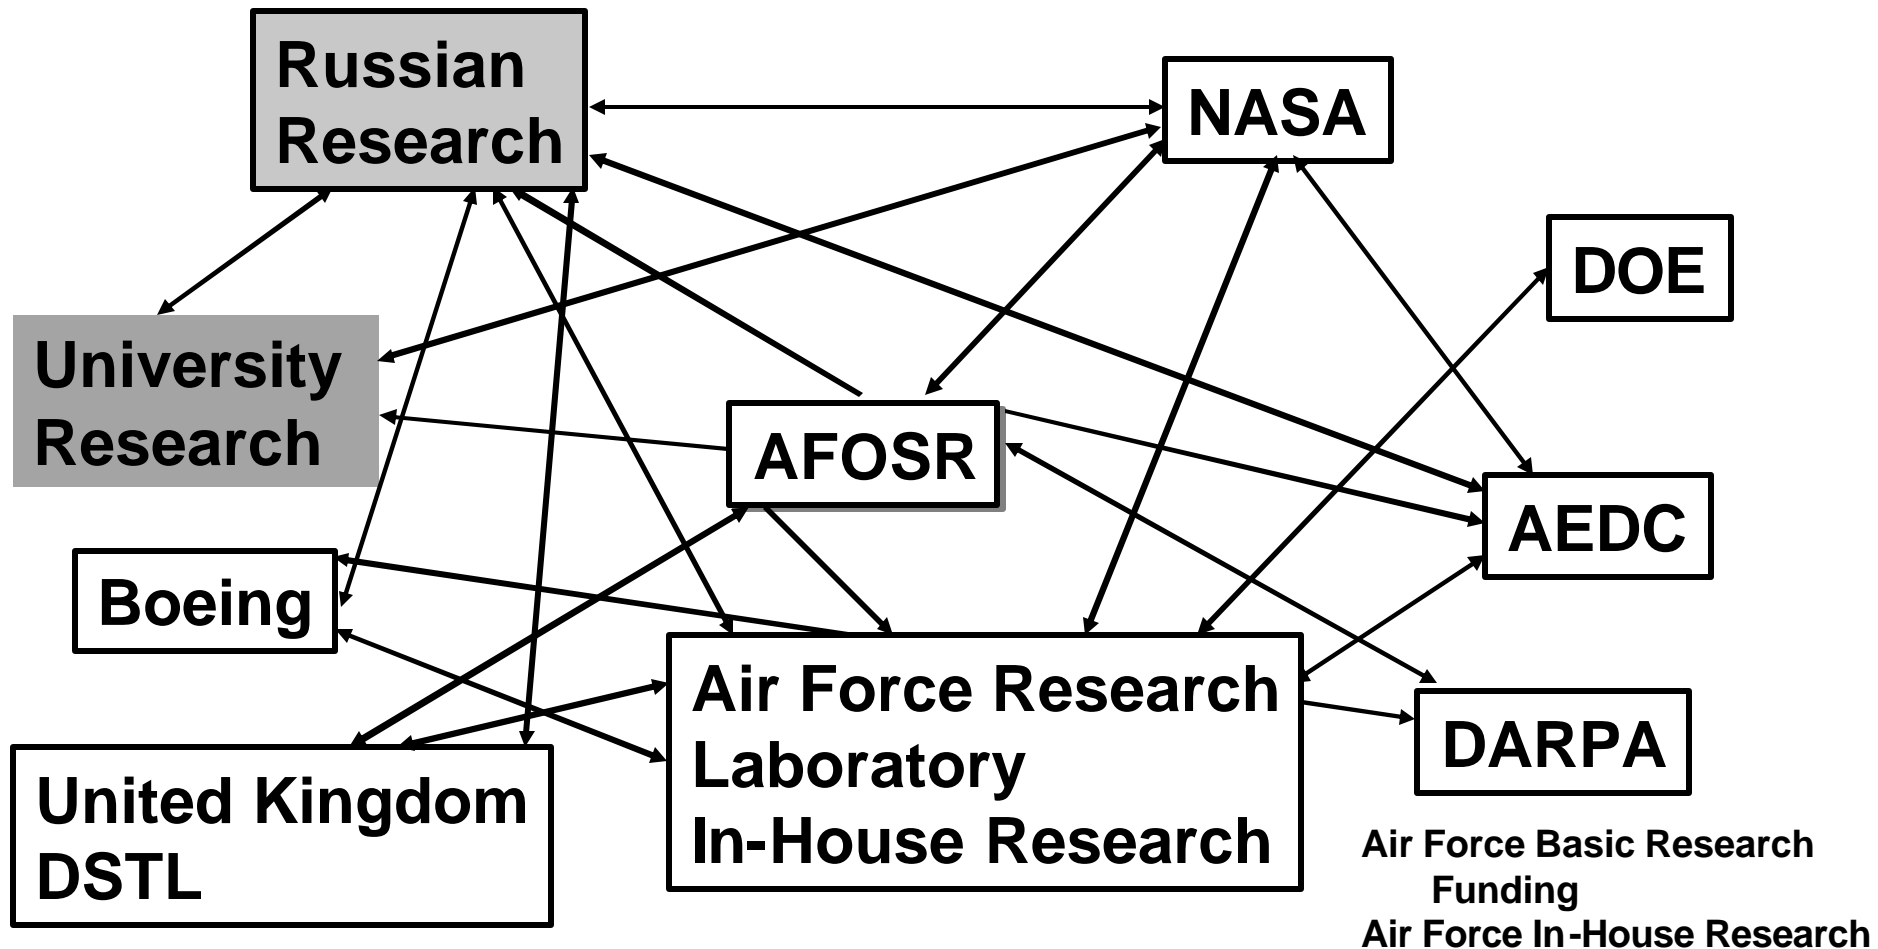 Russian
Research
NASA
DOE
University
Research
AFOSR
AEDC
Boeing
Air Force Research
Laboratory
In-House Research
DARPA
United Kingdom
DSTL
Air Force Basic Research
Funding
Air Force In-House Research